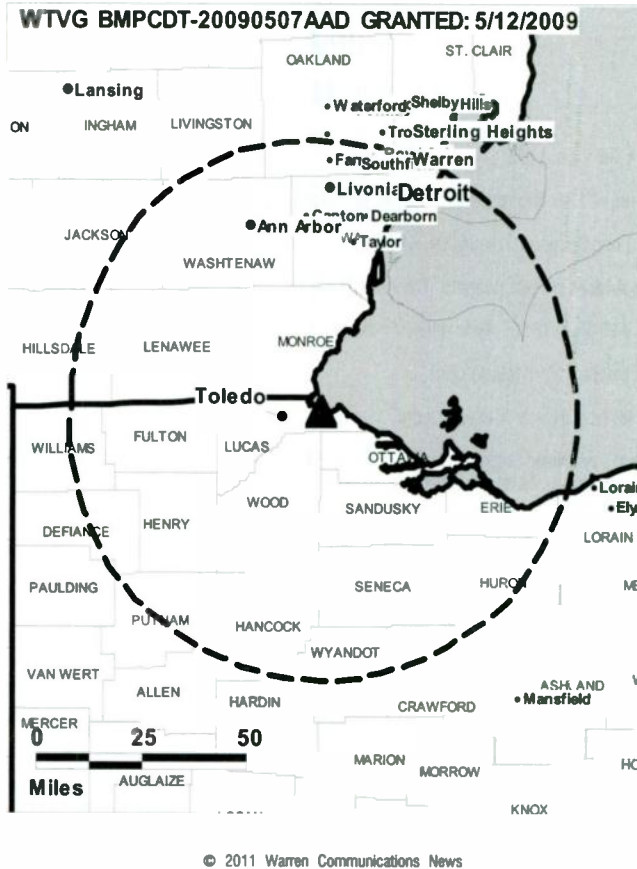 WTVG BMPCDT-20090507AAD GRANTED: 5/12/2009
ST. CLAIR
OAKLAND
Lansing
Waterford Shelby
ON INGHAM LIVINGSTON
Sterling Heights
Warren
Livonia Detroit
Canton Dearborn
Ann Arbor
JACKSON
Taylor
WASHTENAW
MONROE
HILLSDALE LENAWEE
Toledo
FULTON
WILLIAMS LUCAS
OTTAWA
WOOD
SANDUSKY ERIE
Lorain
HENRY
DEFIANCE
LORAIN
PAULDING SENECA HURON
PUTNAM
HANCOCK
WYANDOT
VAN WERT
ALLEN ASHLAND
HARDIN Mansfield
CRAWFORD
MERCER
0 25 50
MARION
MORROW
Miles AUGLAIZE
KNOX
© 2011 Warren Communications News